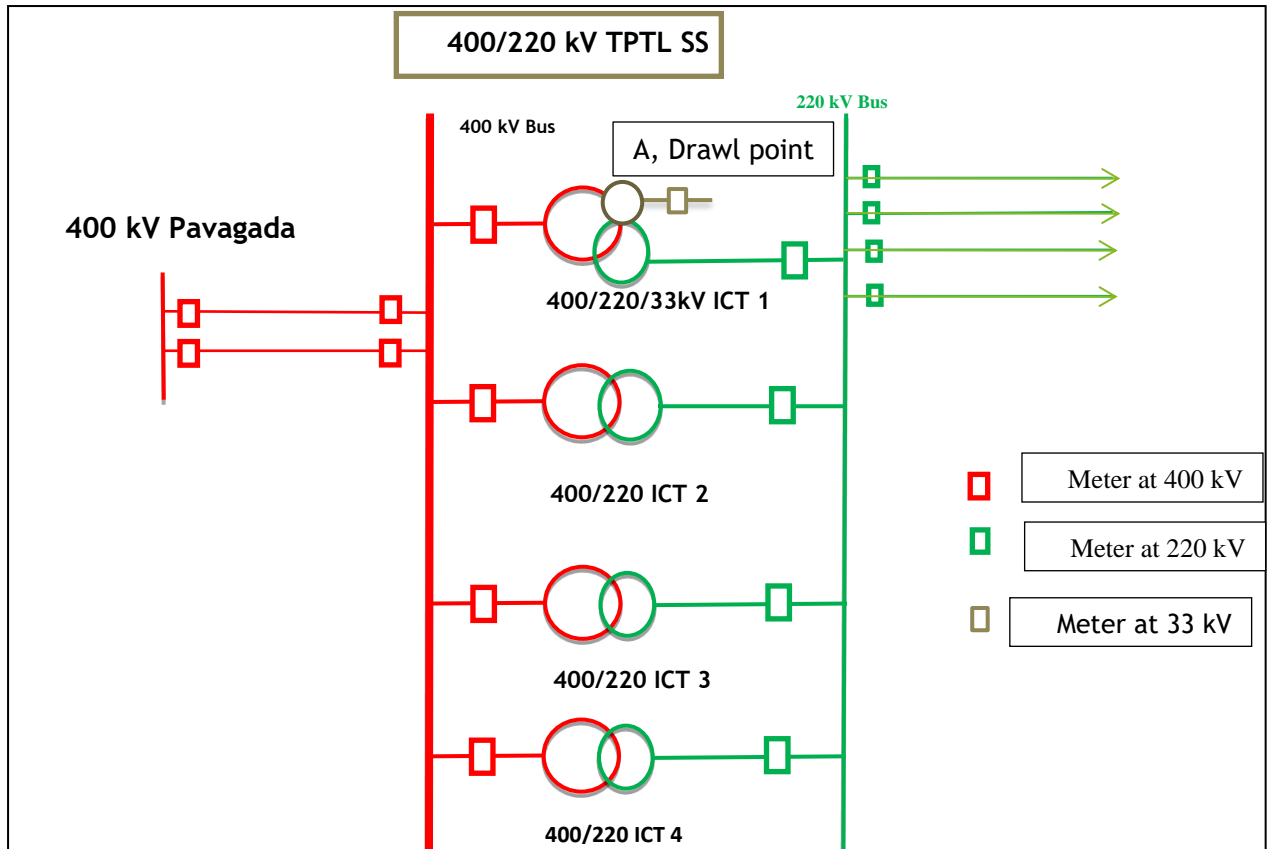 400/220 kV TPTL SS
220 kV Bus
400 kV Bus
A, Drawl point
400 kV Pavagada
400/220/33kV ICT 1
400/220 ICT 2
Meter at 400 kV
Meter at 220 kV
Meter at 33 kV
400/220 ICT 3
400/220 ICT 4